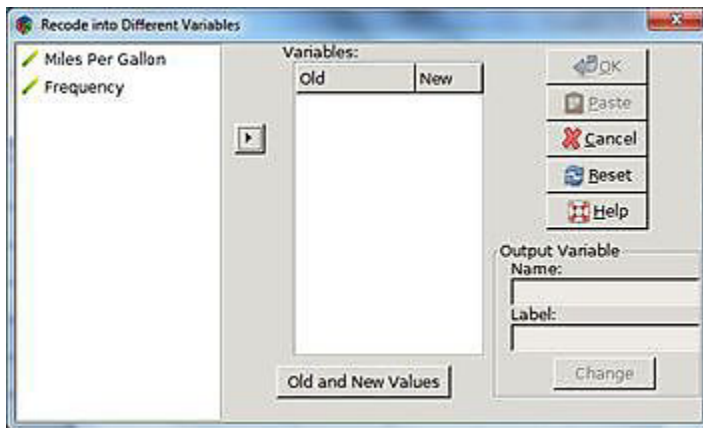 Recode into Different Variables
Miles Per Gallon
Frequency
Variables:
Old New
OK
Paste
Cancel
Reset
Help
Output Variable
Name:
Label:
Change
Old and New Values